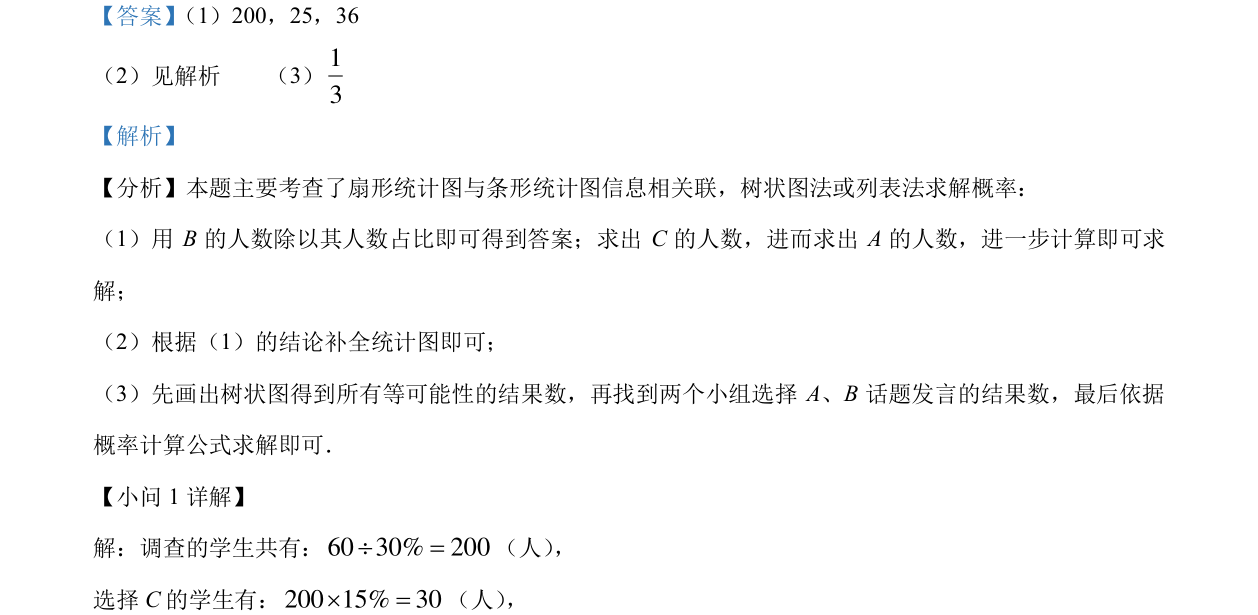 【答案】（1）200，25，36
（2）见解析 （3）1/3
【解析】
【分析】本题主要考查了扇形统计图与条形统计图信息相关联，树状图法或列表法求解概率：
（1）用 B 的人数除以其人数占比即可得到答案；求出 C 的人数，进而求出 A 的人数，进一步计算即可求
解；
（2）根据（1）的结论补全统计图即可；
（3）先画出树状图得到所有等可能性的结果数，再找到两个小组选择 A、B 话题发言的结果数，最后依据
概率计算公式求解即可．
【小问 1 详解】
解：调查的学生共有：60÷30%＝200（人），
选择 C 的学生有：200×15%＝30（人），